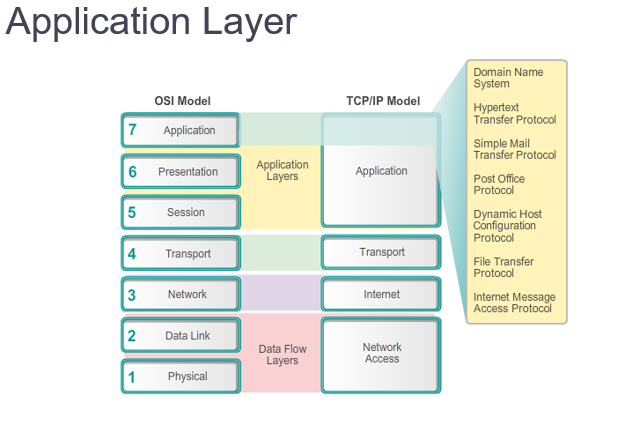 Application Layer
OSI Model
TCP/IP Model
7 Application
6 Presentation
5 Session
4 Transport
3 Network
2 Data Link
1 Physical
Application
Layers
Data Flow
Layers
Application
Transport
Internet
Network
Access
Domain Name
System
Hypertext
Transfer Protocol
Simple Mail
Transfer Protocol
Post Office
Protocol
Dynamic Host
Configuration
Protocol
File Transfer
Protocol
Internet Message
Access Protocol